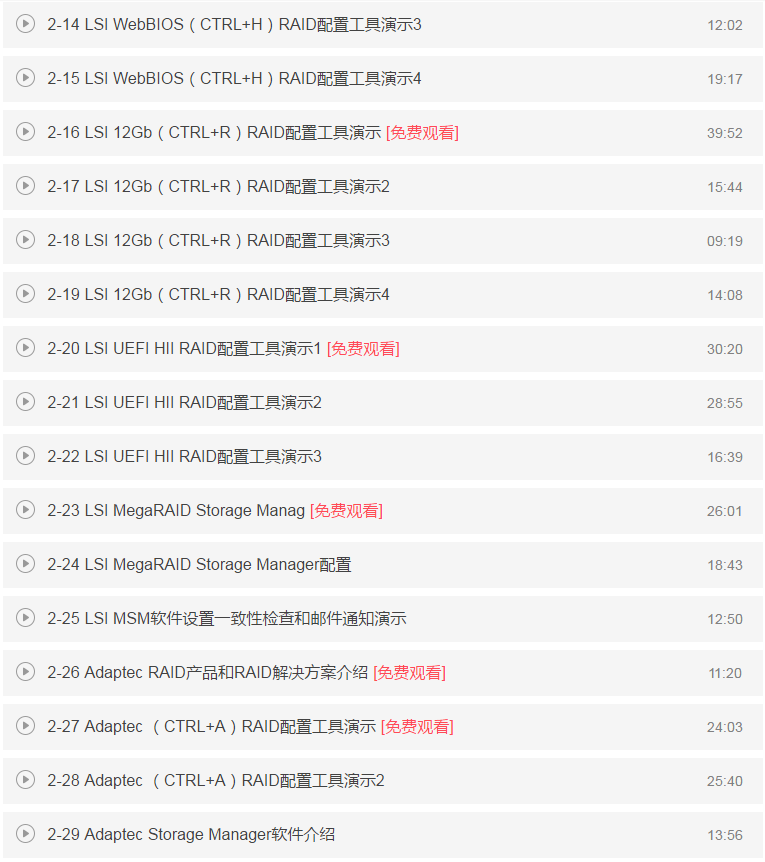 2-14 LSI WebBIOS（CTRL+H）RAID配置工具演示3 12:02
2-15 LSI WebBIOS（CTRL+H）RAID配置工具演示4 19:17
2-16 LSI 12Gb（CTRL+R）RAID配置工具演示 [免费观看] 39:52
2-17 LSI 12Gb（CTRL+R）RAID配置工具演示2 15:44
2-18 LSI 12Gb（CTRL+R）RAID配置工具演示3 09:19
2-19 LSI 12Gb（CTRL+R）RAID配置工具演示4 14:08
2-20 LSI UEFI HII RAID配置工具演示1 [免费观看] 30:20
2-21 LSI UEFI HII RAID配置工具演示2 28:55
2-22 LSI UEFI HII RAID配置工具演示3 16:39
2-23 LSI MegaRAID Storage Manag [免费观看] 26:01
2-24 LSI MegaRAID Storage Manager配置 18:43
2-25 LSI MSM软件设置一致性检查和邮件通知演示 12:50
2-26 Adaptec RAID产品和RAID解决方案介绍 [免费观看] 11:20
2-27 Adaptec （CTRL+A）RAID配置工具演示 [免费观看] 24:03
2-28 Adaptec （CTRL+A）RAID配置工具演示2 25:40
2-29 Adaptec Storage Manager软件介绍 13:56